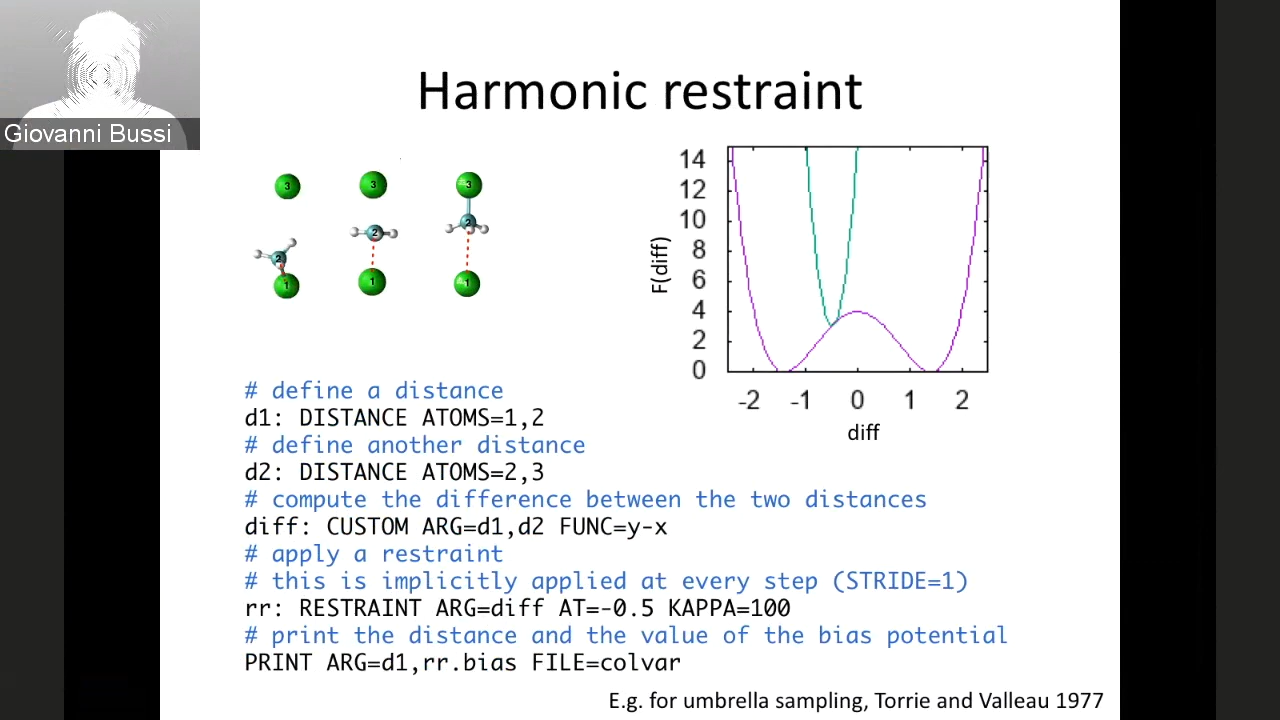 Giovanni Bussi
Harmonic restraint
3
3
3
2
2
2
1
1
1
14
12
10
8
6
4
2
0
F(diff)
-2 -1 0 1 2
diff
# define a distance
d1: DISTANCE ATOMS=1,2
# define another distance
d2: DISTANCE ATOMS=2,3
# compute the difference between the two distances
diff: CUSTOM ARG=d1,d2 FUNC=y-x
# apply a restraint
# this is implicitly applied at every step (STRIDE=1)
rr: RESTRAINT ARG=diff AT=-0.5 KAPPA=100
# print the distance and the value of the bias potential
PRINT ARG=d1,rr.bias FILE=colvar
E.g. for umbrella sampling, Torrie and Valleau 1977